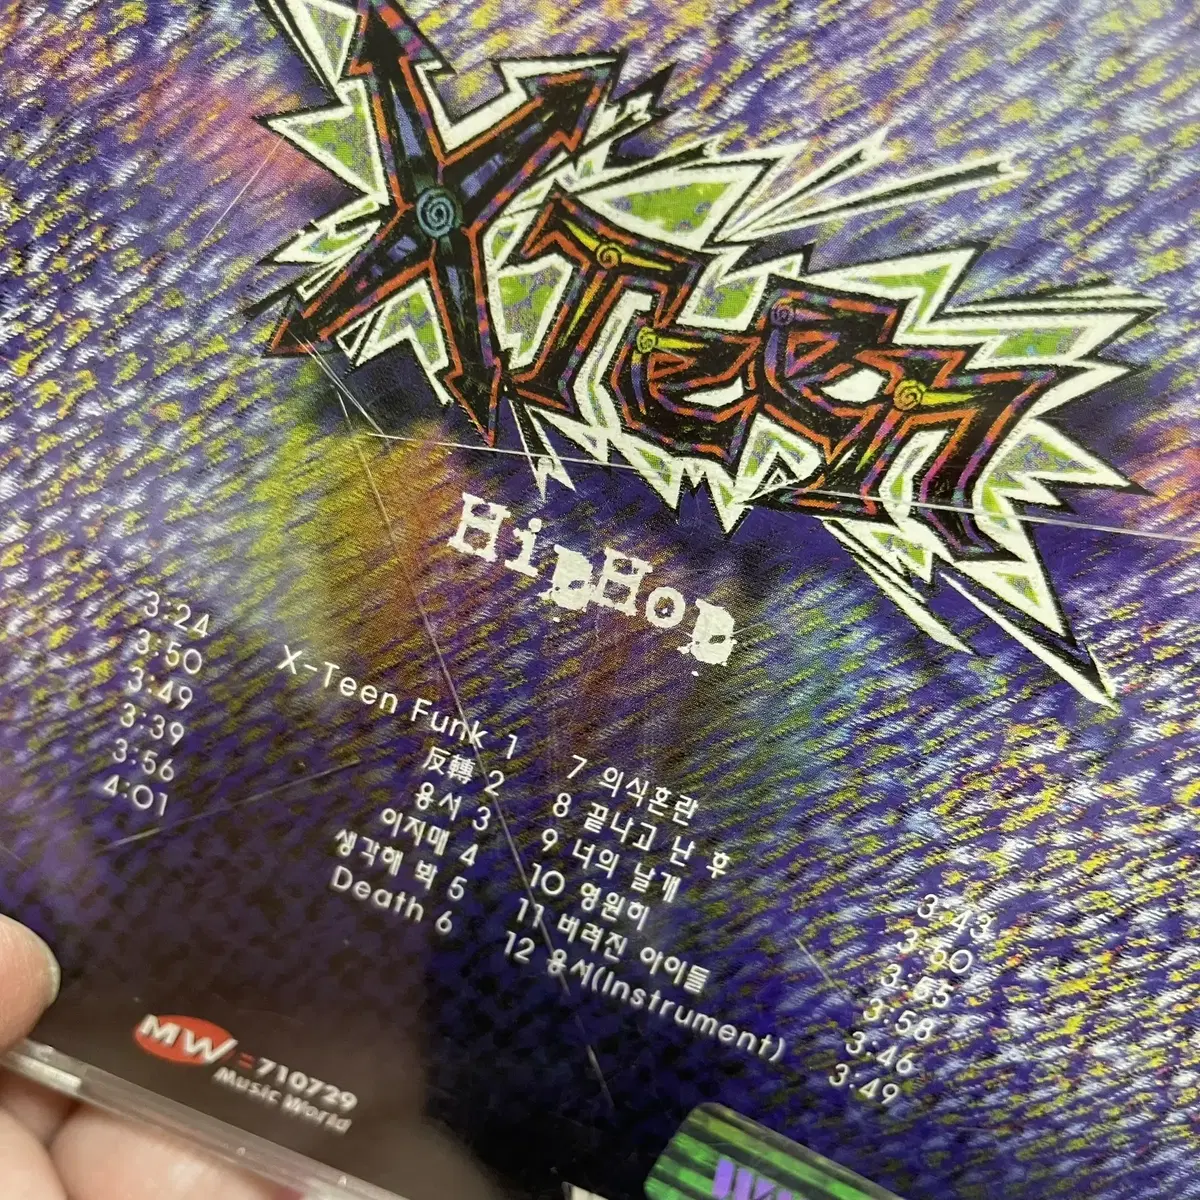 XTeen
HipHop
X-Teen Funk 1 3:24
反轉 2 3:50
용서 3 3:49
이지매 4 3:39
생각해 봐 5 3:56
Death 6 4:01
7 의식혼란 3:43
8 끝나고 난 후 3:50
9 너의 날개 3:55
10 영원히 3:58
11 버려진 아이들 3:46
12 용서(Instrument) 3:49
MW = 710729
Music World